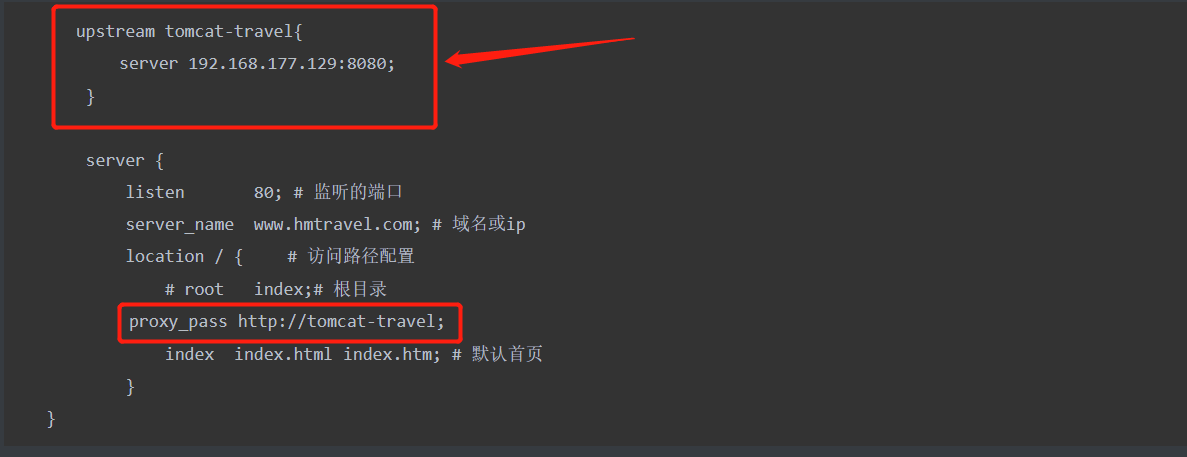 upstream tomcat-travel{
server 192.168.177.129:8080;
}
server {
listen       80; # 监听的端口
server_name  www.hmtravel.com; # 域名或ip
location / {    # 访问路径配置
# root   index;# 根目录
proxy_pass http://tomcat-travel;
index  index.html index.htm; # 默认首页
}
}